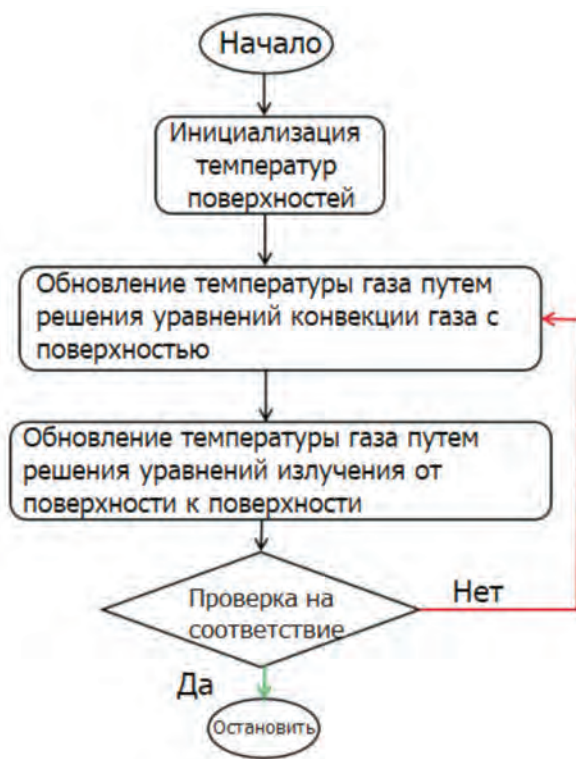 Начало
Инициализация
температур
поверхностей
Обновление температуры газа путем
решения уравнений конвекции газа с
поверхностью
Обновление температуры газа путем
решения уравнений излучения от
поверхности к поверхности
Проверка на
соответствие
Нет
Да
Остановить